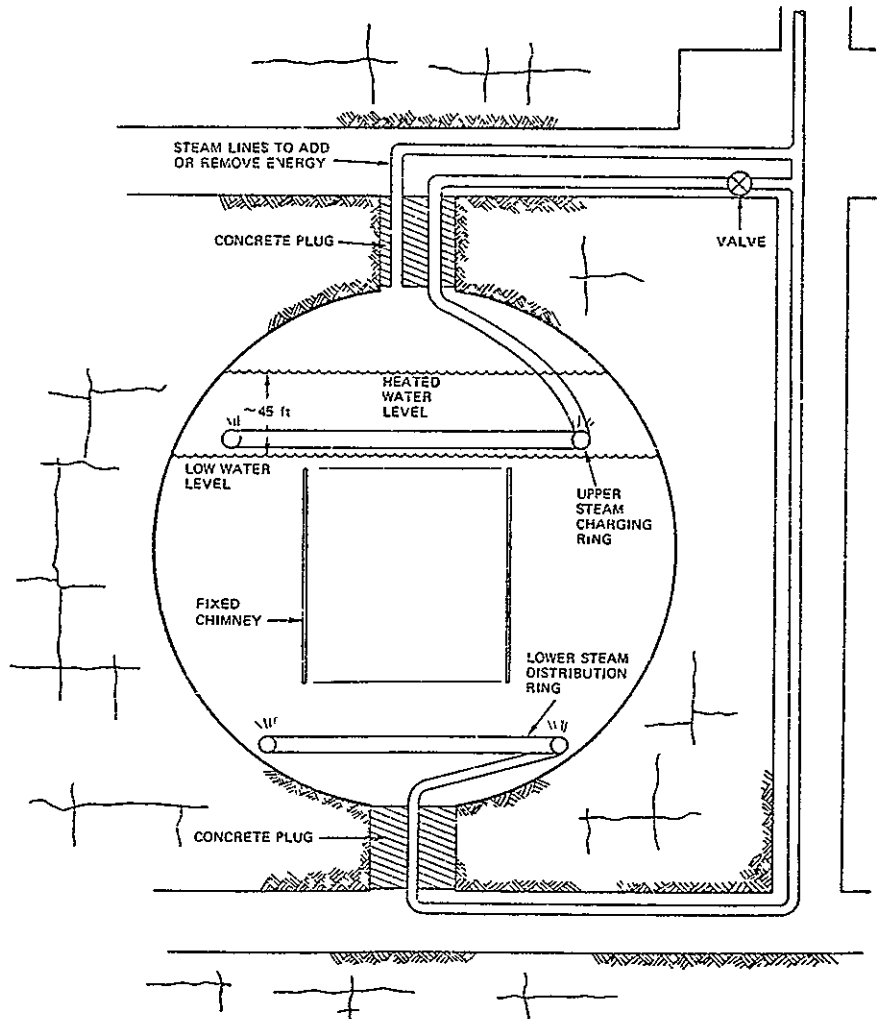 STEAM LINES TO ADD
OR REMOVE ENERGY
CONCRETE PLUG
VALVE
HEATED
WATER
LEVEL
~45 ft
LOW WATER
LEVEL
UPPER
STEAM
CHARGING
RING
FIXED
CHIMNEY
LOWER STEAM
DISTRIBUTION
RING
CONCRETE PLUG